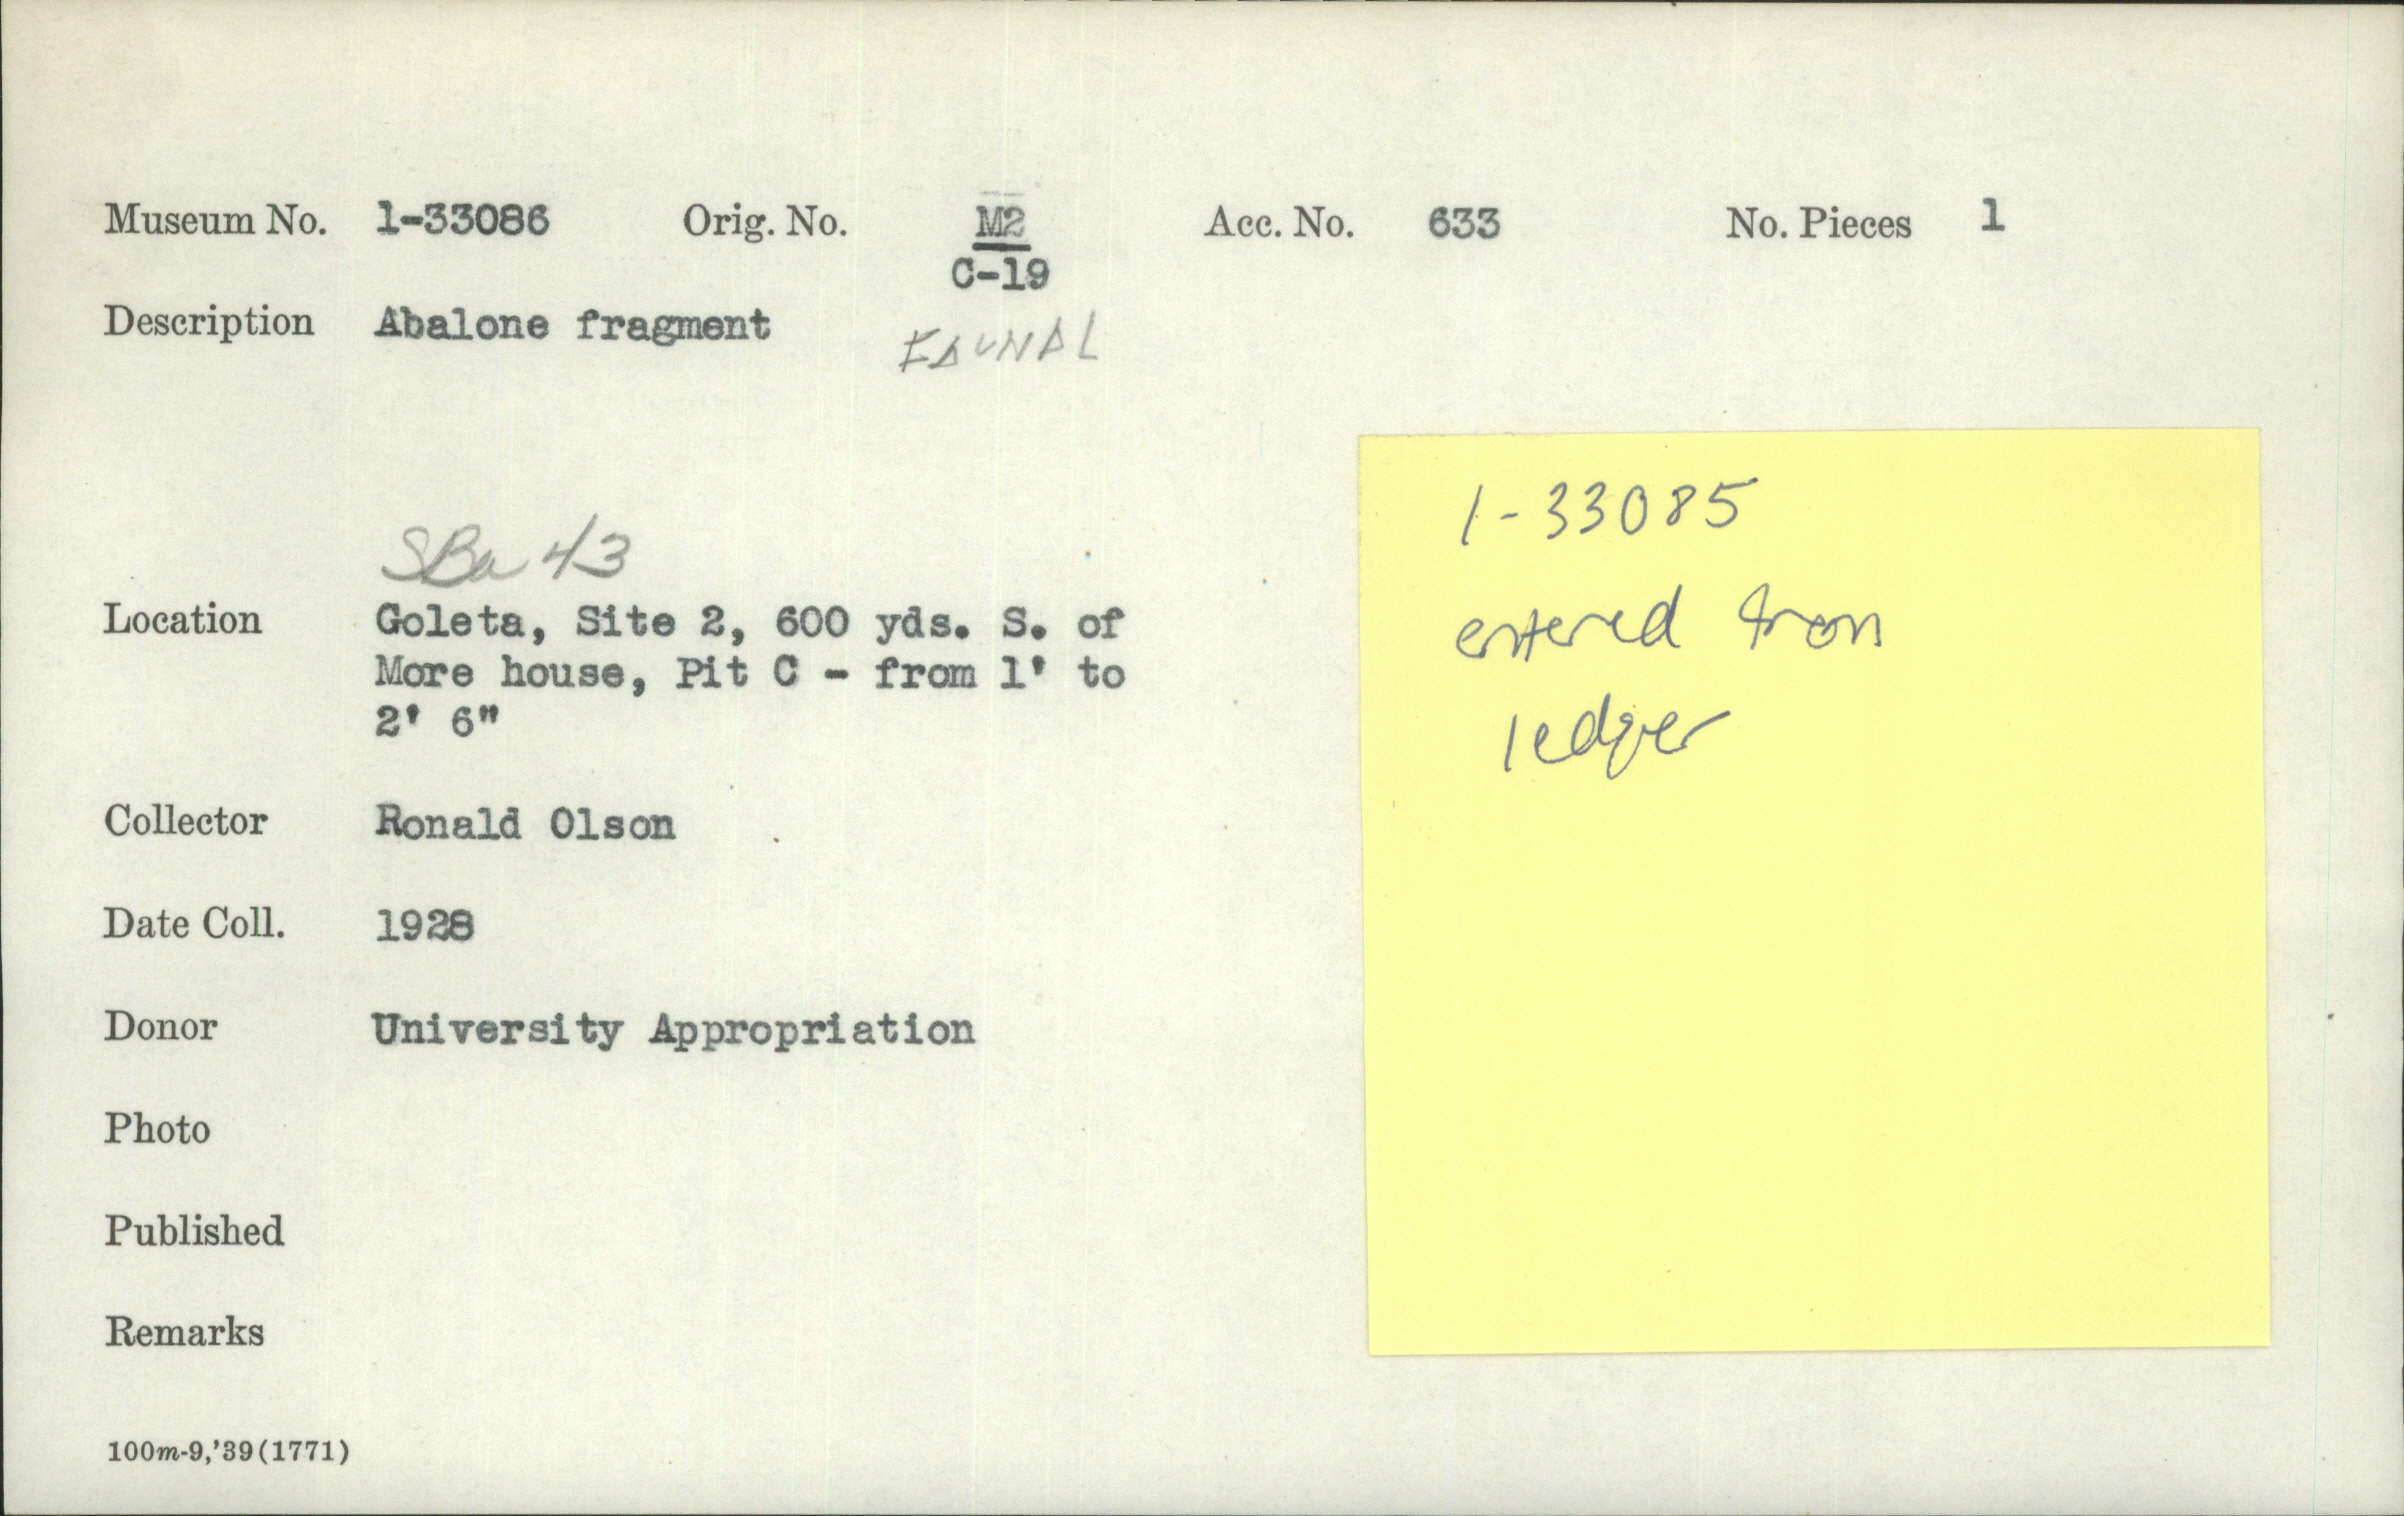 Museum No. 1-33086 Orig. No. M2 Acc. No. 633 No. Pieces 1
C-19
Description Abalone fragment
FAUNAL
1-33085
entered from
ledger
SBa 43
Location Goleta, Site 2, 600 yds. S. of
More house, Pit C - from 1' to
2' 6"
Collector Ronald Olson
Date Coll. 1928
Donor University Appropriation
Photo
Published
Remarks
100m-9,'39(1771)